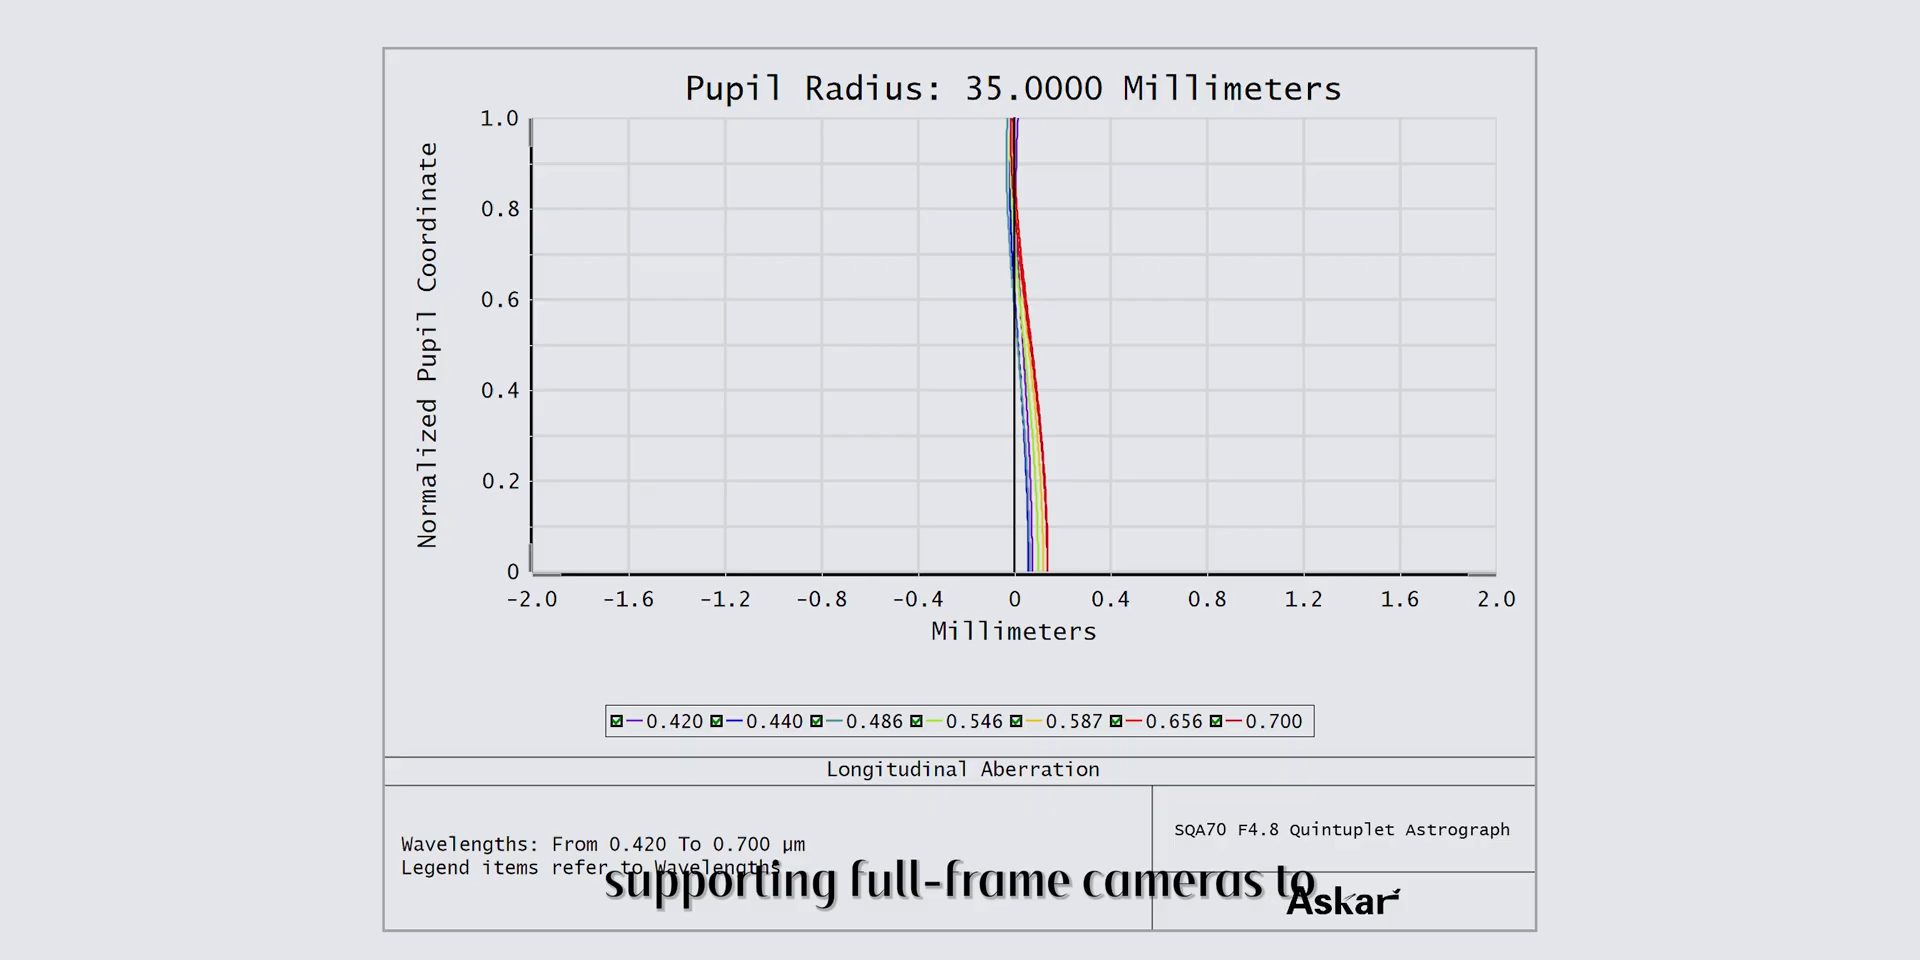 Pupil Radius: 35.0000 Millimeters
1.0
0.8
0.6
0.4
0.2
0
Normalized Pupil Coordinate
-2.0 -1.6 -1.2 -0.8 -0.4 0 0.4 0.8 1.2 1.6 2.0
Millimeters
0.420 0.440 0.486 0.546 0.587 0.656 0.700
Longitudinal Aberration
Wavelengths: From 0.420 To 0.700 µm
Legend items refer to Wavelengths
SQA70 F4.8 Quintuplet Astrograph
supporting full-frame cameras to
Askar